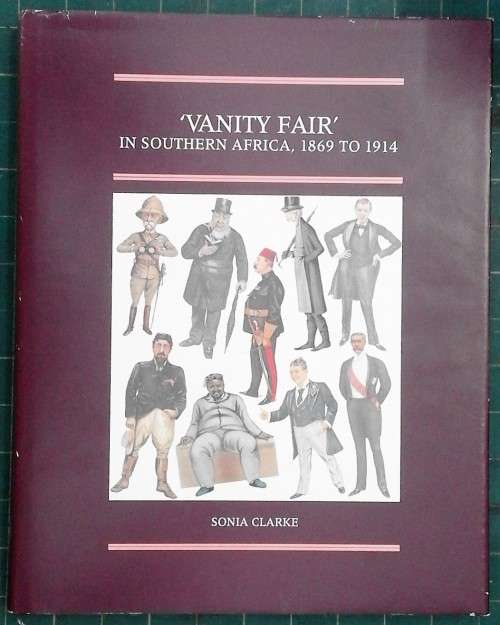 ‘VANITY FAIR’
IN SOUTHERN AFRICA, 1869 TO 1914
SONIA CLARKE